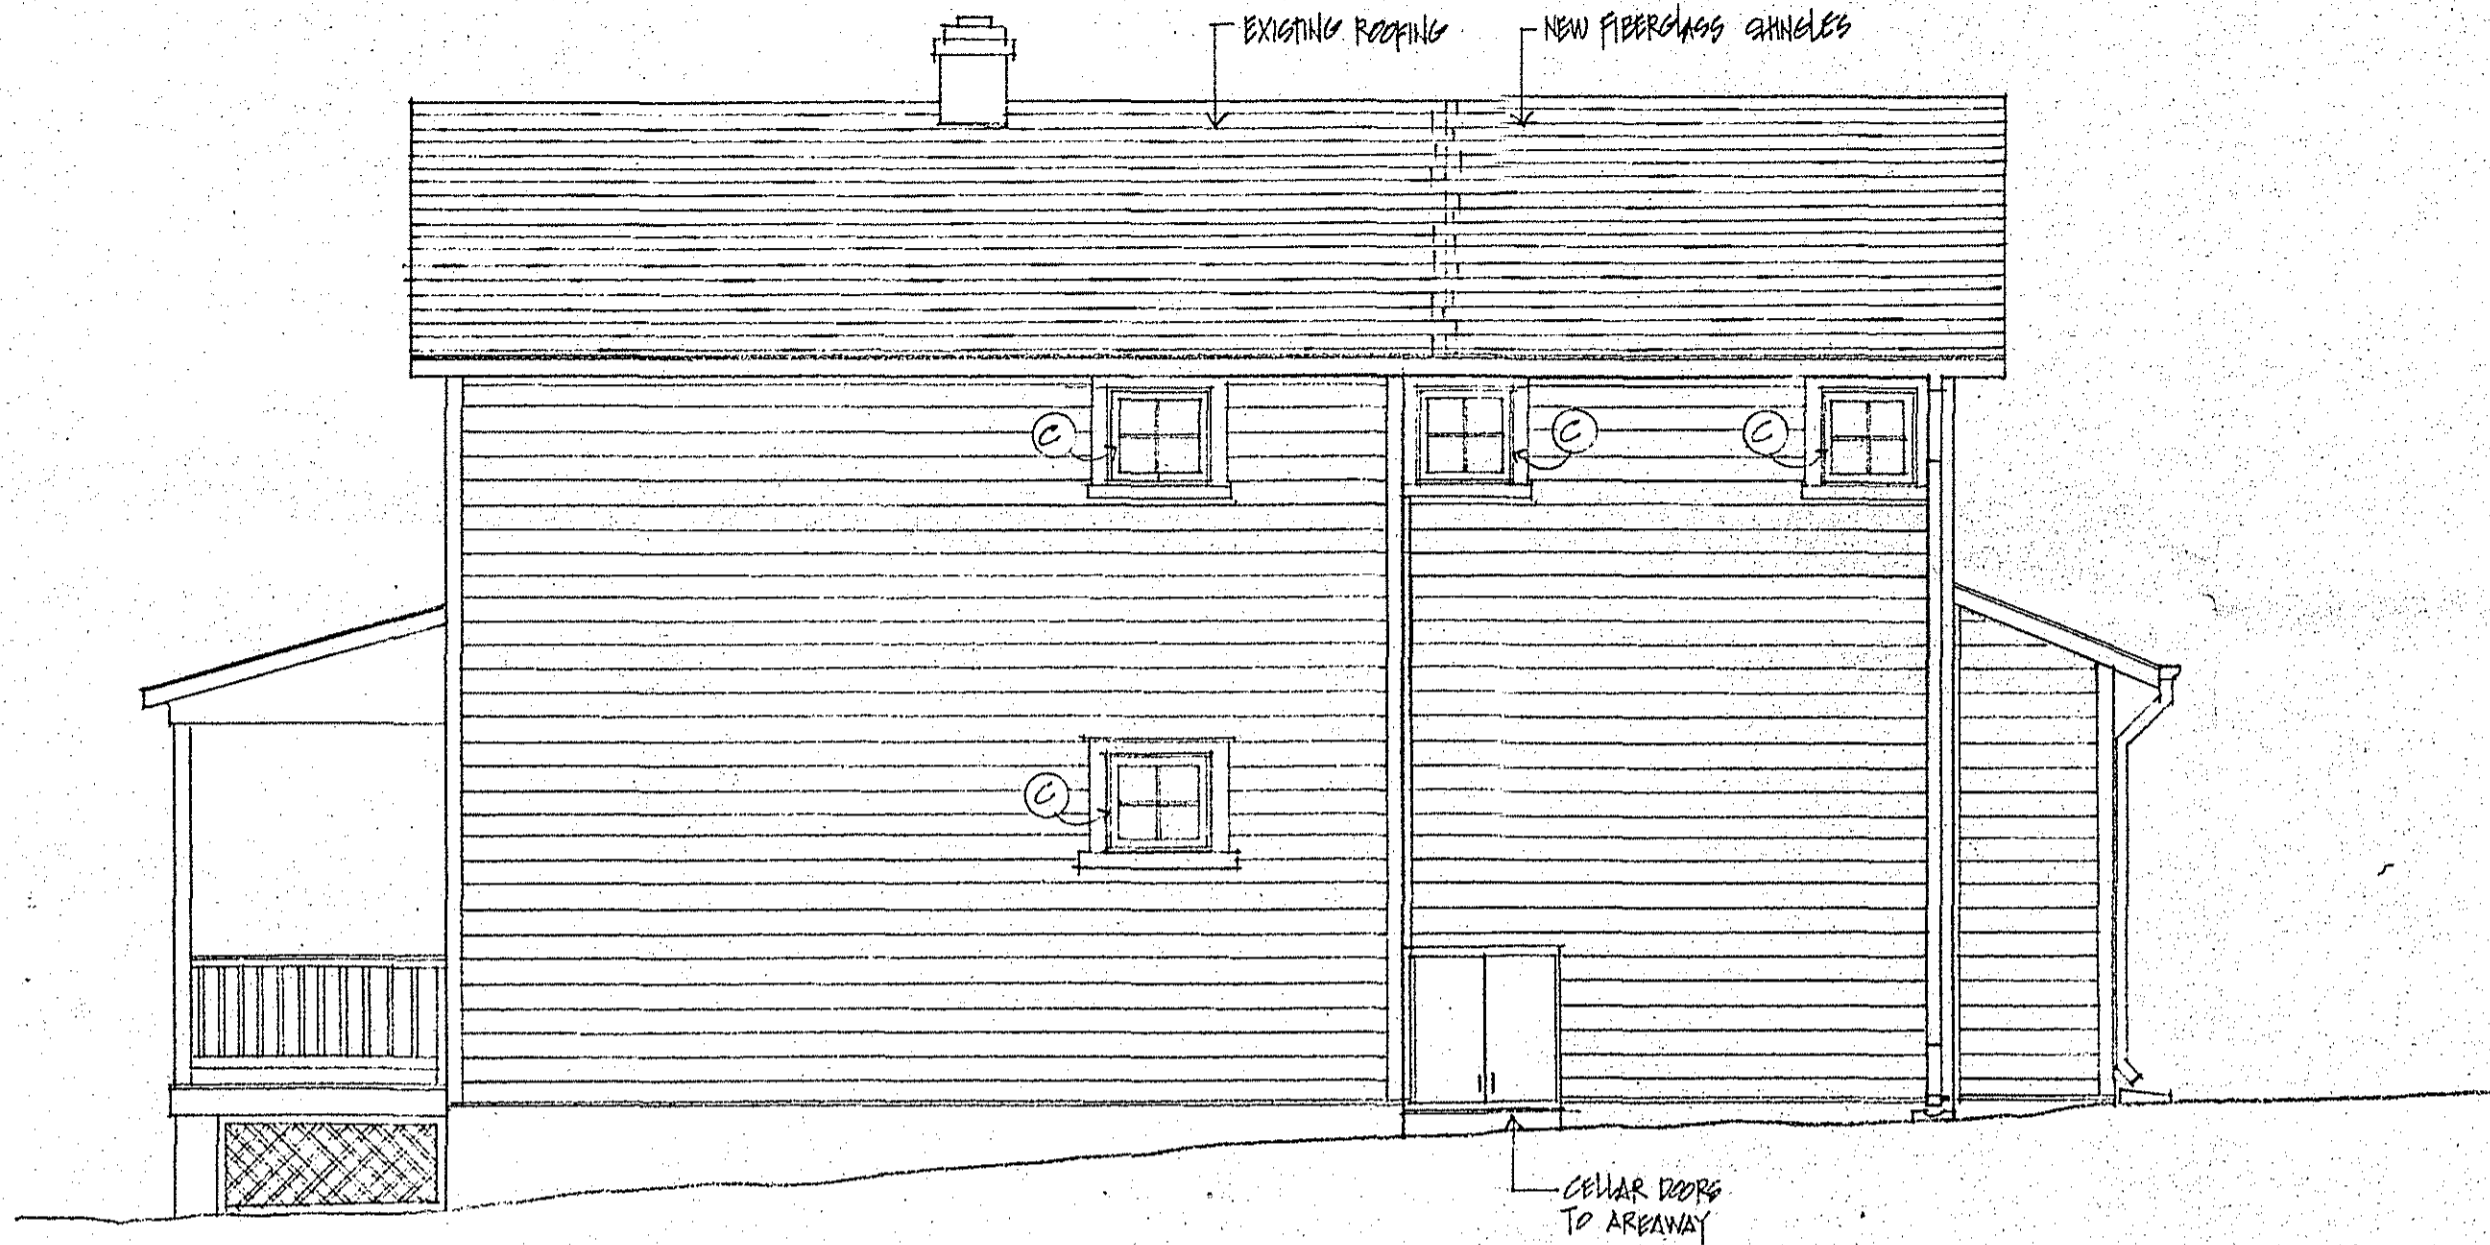 EXISTING ROOFING
NEW FIBERGLASS SHINGLES
C
C
C
C
CELLAR DOORS
TO AREAWAY